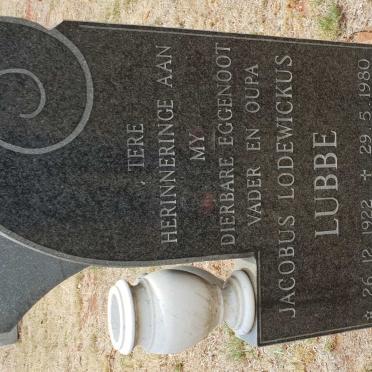 TERE
HERINNERINGE AAN
MY
DIERBARE EGGENOOT
VADER EN OUPA
JACOBUS LODEWICKUS
LUBBE
☆ 26.12.1922 ✝ 29.5.1980